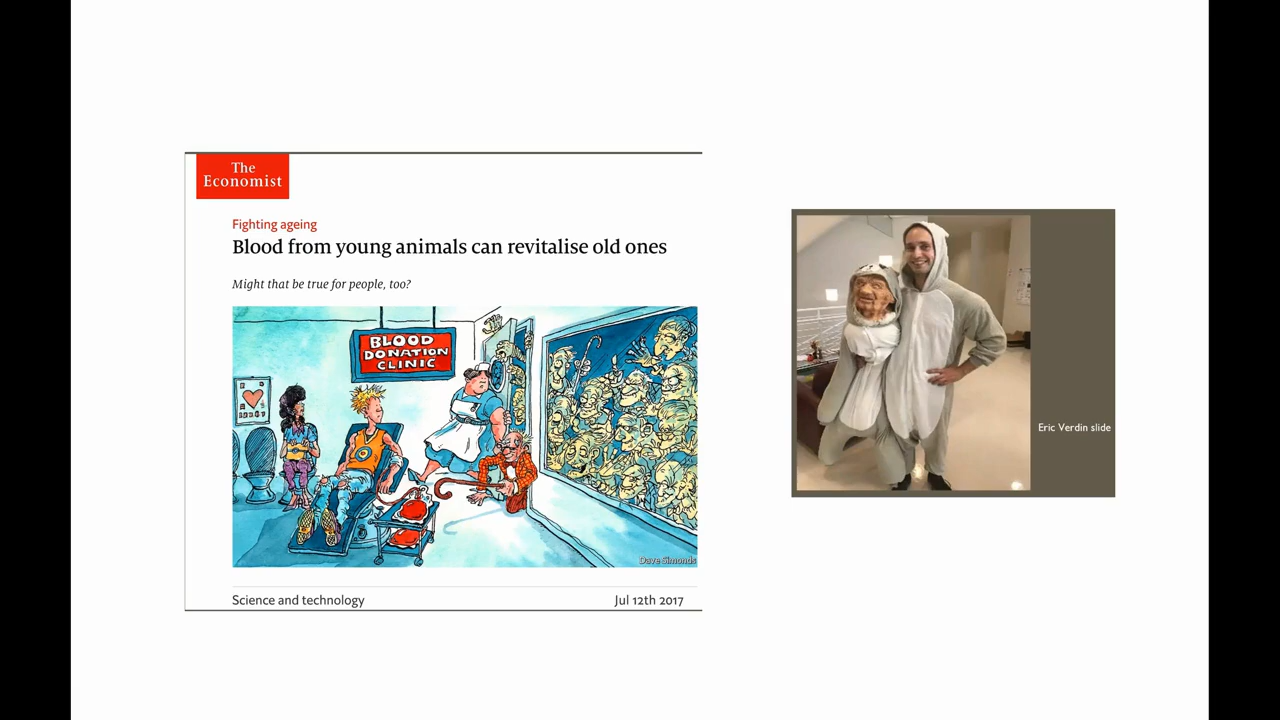 The
Economist
Fighting ageing
Blood from young animals can revitalise old ones
Might that be true for people, too?
BLOOD
DONATION
CLINIC
Dave Simonds
Science and technology
Jul 12th 2017
Eric Verdin slide